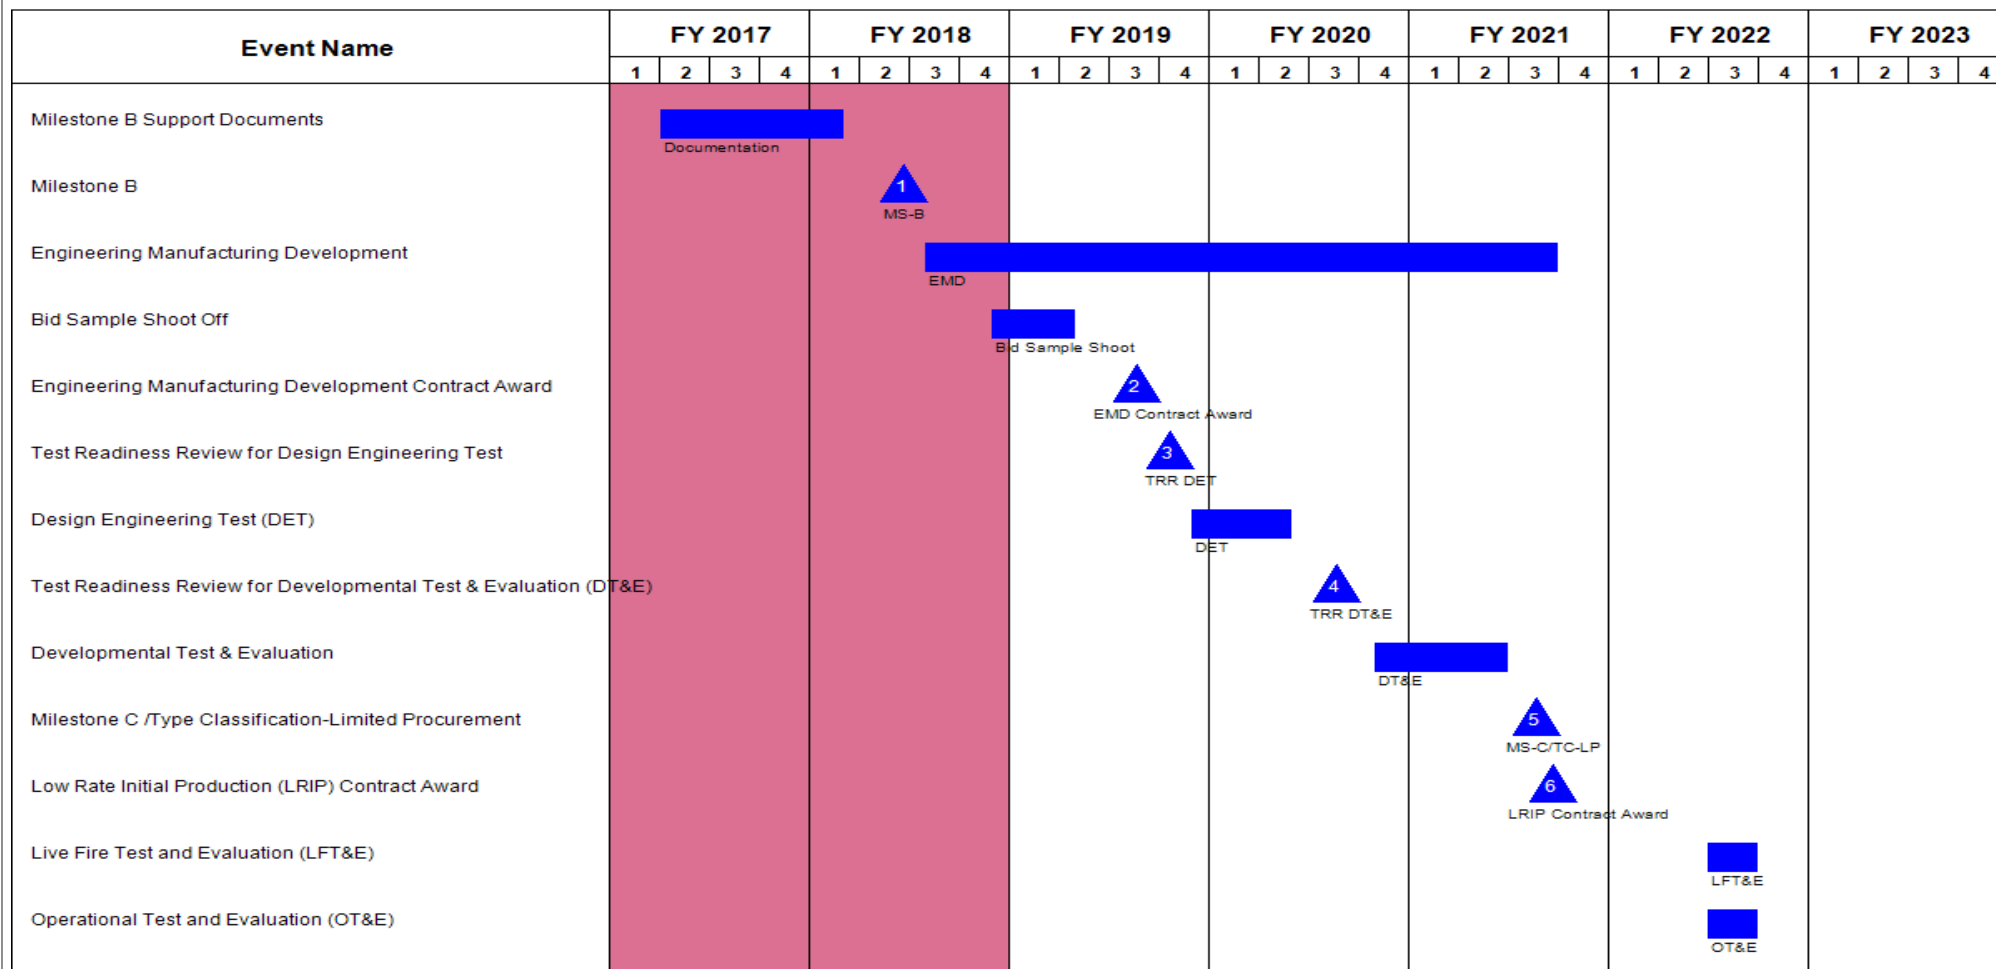 Event Name FY 2017 FY 2018 FY 2019 FY 2020 FY 2021 FY 2022 FY 2023
1 2 3 4 1 2 3 4 1 2 3 4 1 2 3 4 1 2 3 4 1 2 3 4 1 2 3 4
Milestone B Support Documents
Documentation
Milestone B 1
MS-B
Engineering Manufacturing Development
EMD
Bid Sample Shoot Off
Bid Sample Shoot
Engineering Manufacturing Development Contract Award 2
EMD Contract Award
Test Readiness Review for Design Engineering Test 3
TRR DET
Design Engineering Test (DET)
DET
Test Readiness Review for Developmental Test & Evaluation (DT&E) 4
TRR DT&E
Developmental Test & Evaluation
DT&E
Milestone C /Type Classification-Limited Procurement 5
MS-C/TC-LP
Low Rate Initial Production (LRIP) Contract Award 6
LRIP Contract Award
Live Fire Test and Evaluation (LFT&E)
LFT&E
Operational Test and Evaluation (OT&E)
OT&E